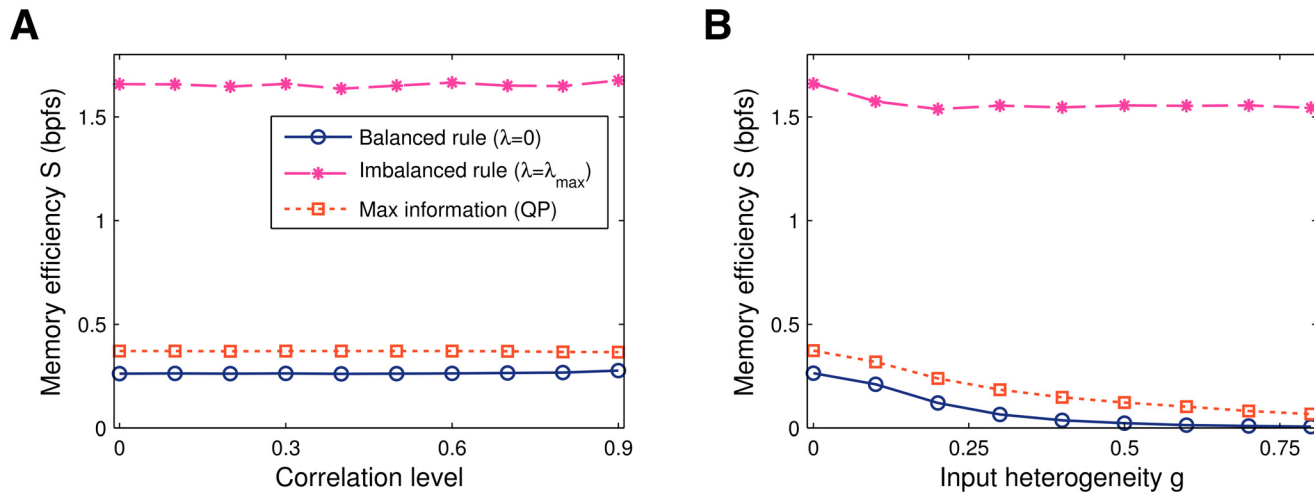 A
Memory efficiency S (bpfs)
1.5
1
0.5
0
Balanced rule (λ=0)
Imbalanced rule (λ=λmax)
Max information (QP)
0
0.3
0.6
0.9
Correlation level
B
Memory efficiency S (bpfs)
1.5
1
0.5
0
0
0.25
0.5
0.75
Input heterogeneity g